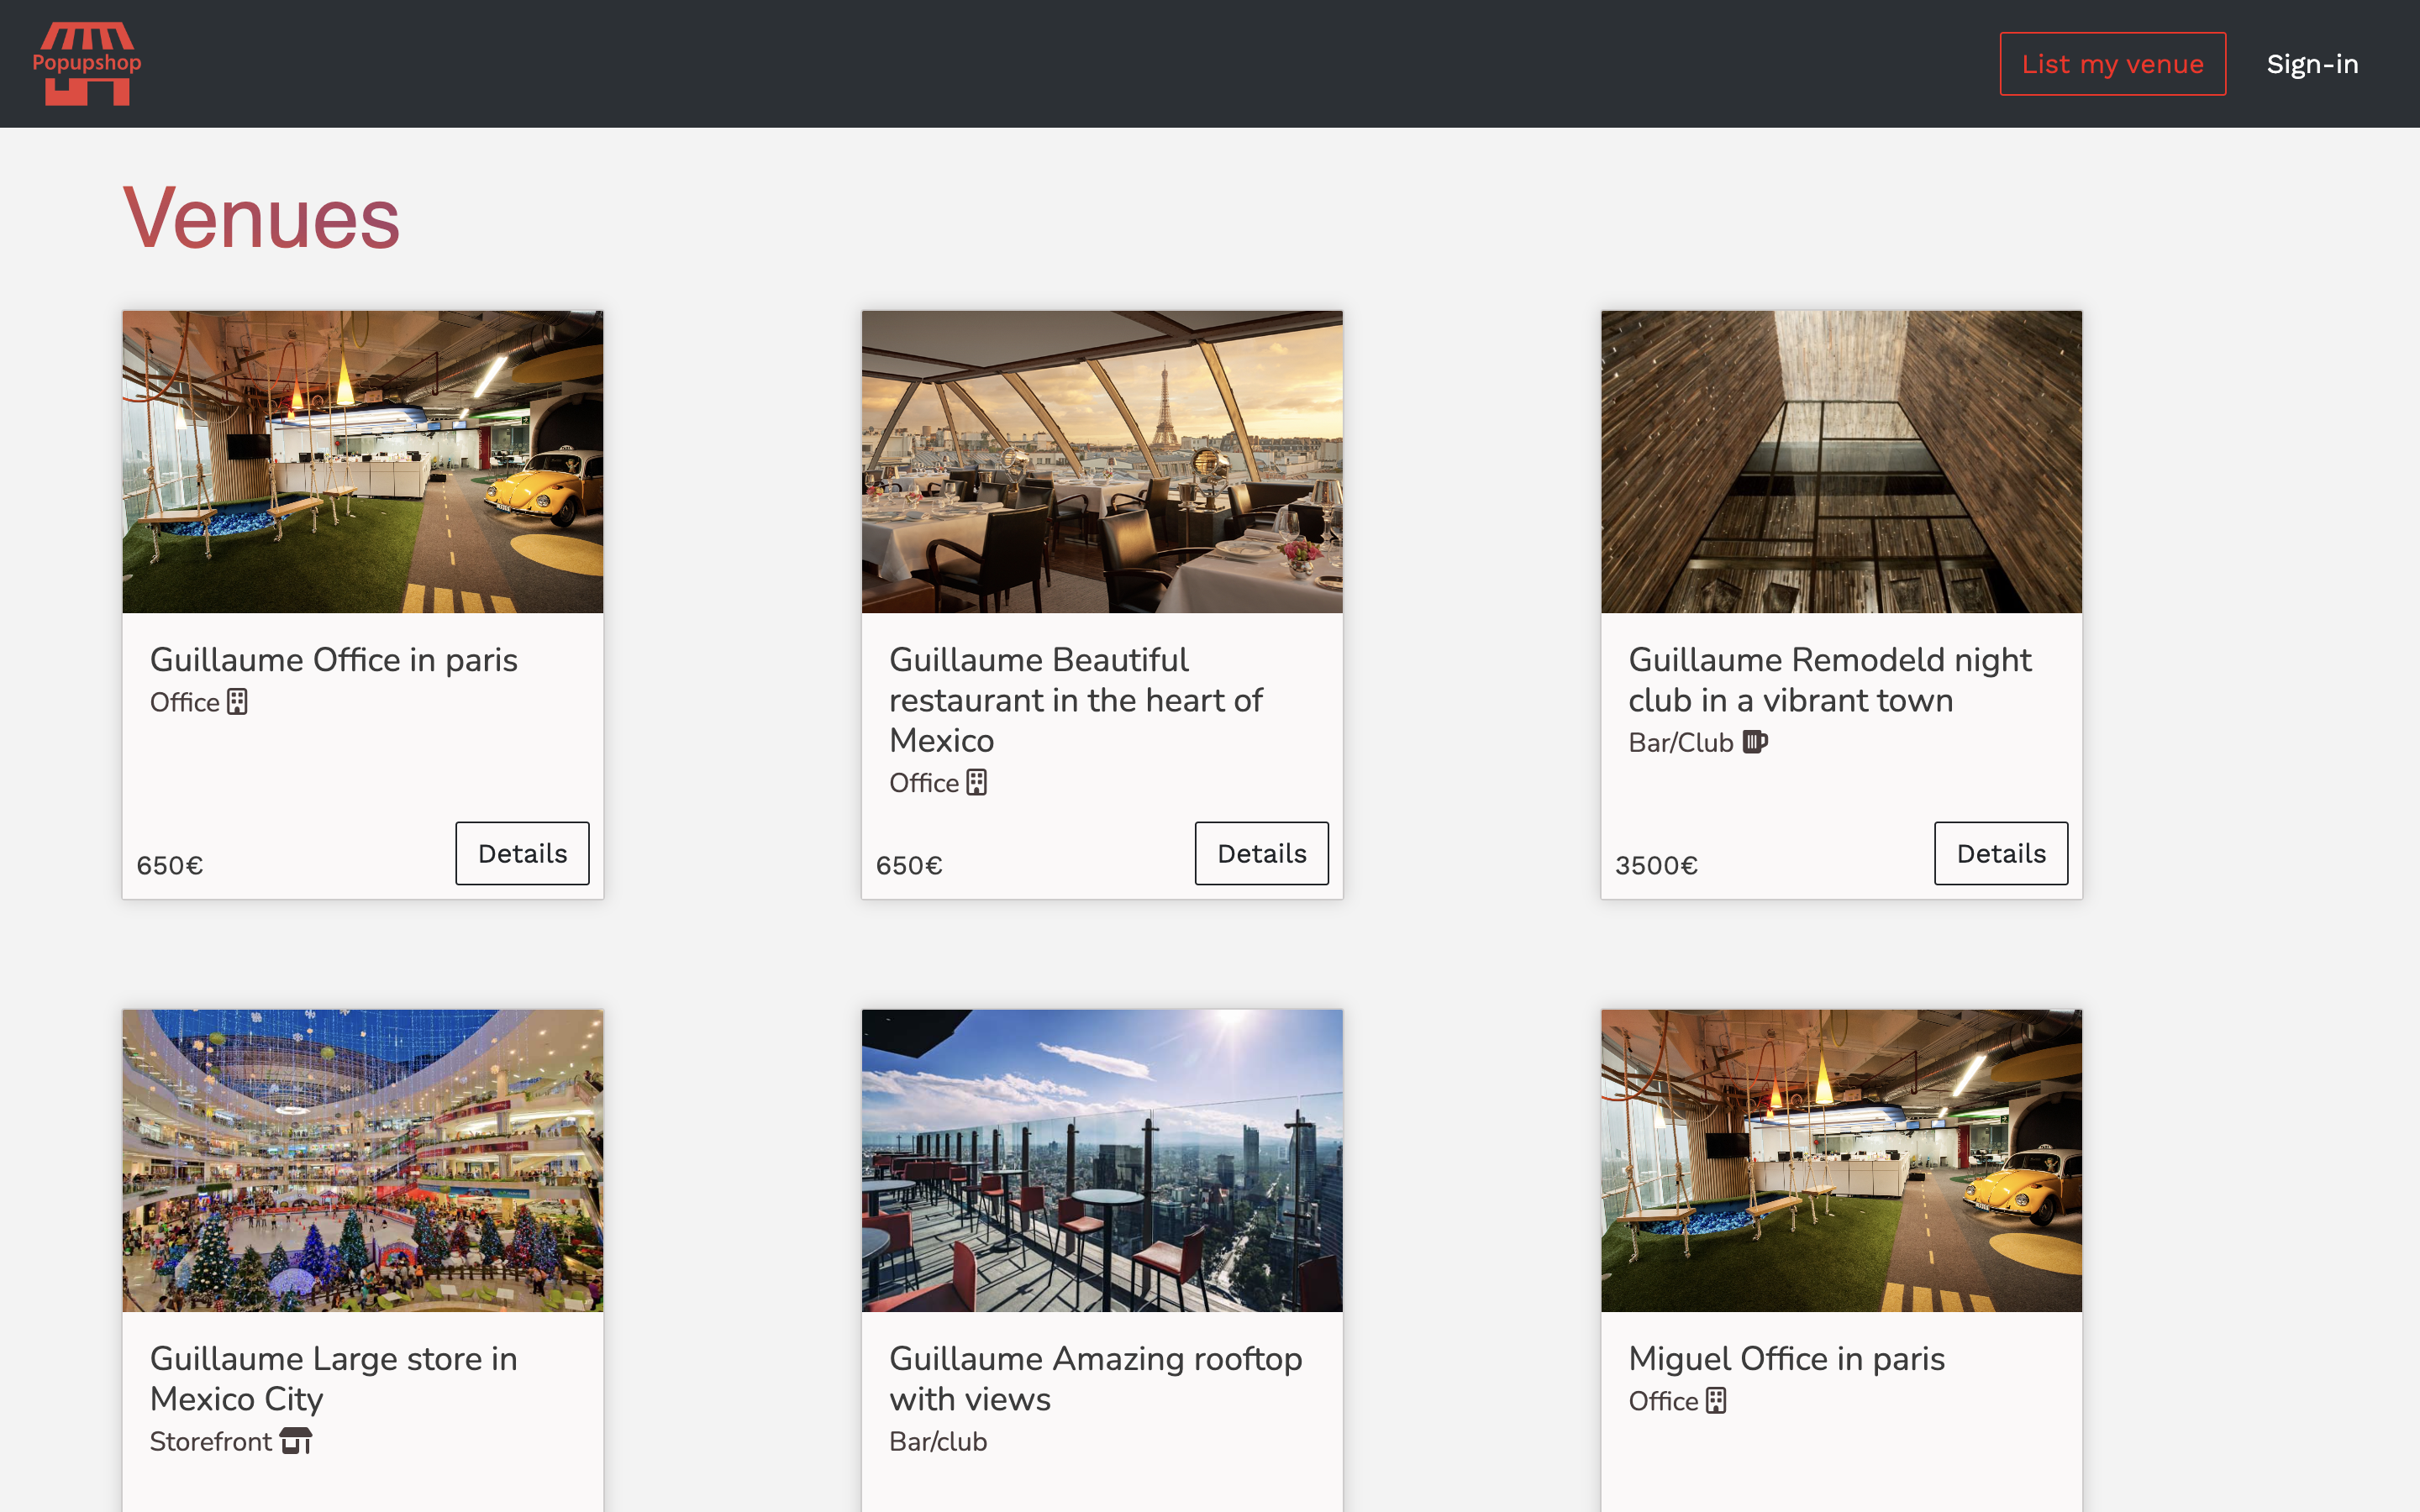 Popupshop
List my venue
Sign-in
Venues
Guillaume Office in paris
Office
650€
Details
Guillaume Beautiful
restaurant in the heart of
Mexico
Office
650€
Details
Guillaume Remodeld night
club in a vibrant town
Bar/Club
3500€
Details
Guillaume Large store in
Mexico City
Storefront
Guillaume Amazing rooftop
with views
Bar/club
Miguel Office in paris
Office